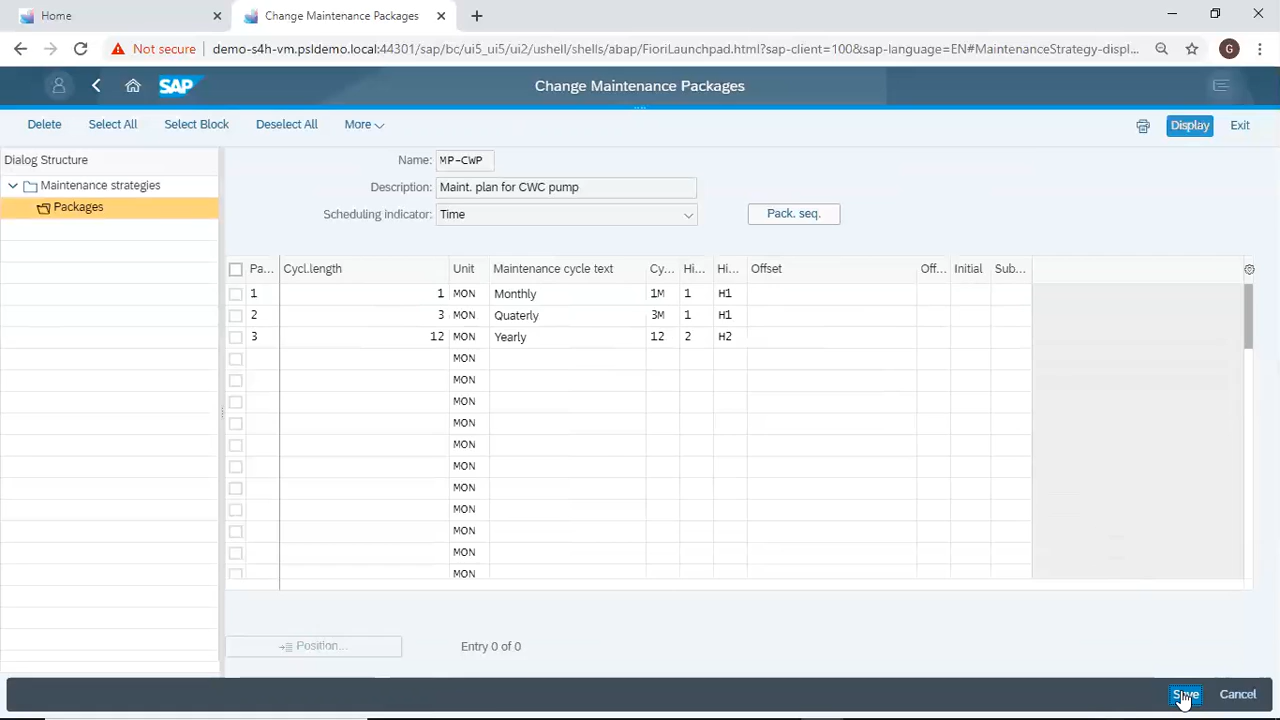 Home
Change Maintenance Packages
Not secure demo-s4h-vm.psldemo.local:44301/sap/bc/ui5_ui5/ui2/ushell/shells/abap/FioriLaunchpad.html?sap-client=100&sap-language=EN#MaintenanceStrategy-displ... G
SAP Change Maintenance Packages
Delete Select All Select Block Deselect All More Display Exit
Dialog Structure
Maintenance strategies
Packages
Name: MP-CWP
Description: Maint. plan for CWC pump
Scheduling indicator: Time Pack. seq.
Pa... Cycl.length Unit Maintenance cycle text Cy... Hi... Hi... Offset Off... Initial Sub...
1 1 MON Monthly 1M 1 H1
2 3 MON Quaterly 3M 1 H1
3 12 MON Yearly 12 2 H2
MON
MON
MON
MON
MON
MON
MON
MON
MON
MON
MON
Position... Entry 0 of 0
Save Cancel